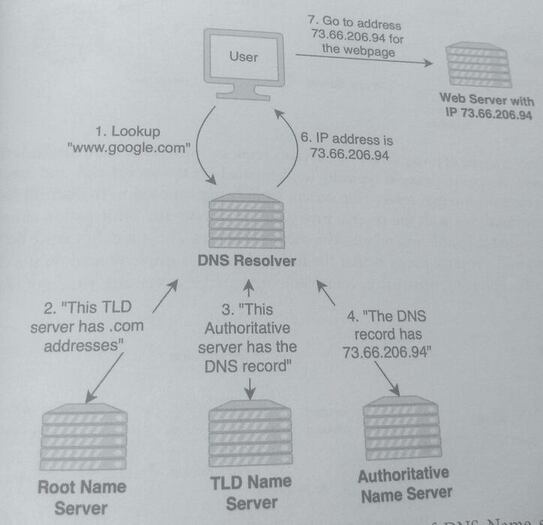 7. Go to address
73.66.206.94 for
the webpage
User
Web Server with
IP 73.66.206.94
1. Lookup
"www.google.com"
6. IP address is
73.66.206.94
DNS Resolver
2. "This TLD
server has .com
addresses"
3. "This
Authoritative
server has the
DNS record"
4. "The DNS
record has
73.66.206.94"
Root Name
Server
TLD Name
Server
Authoritative
Name Server
DNS Name